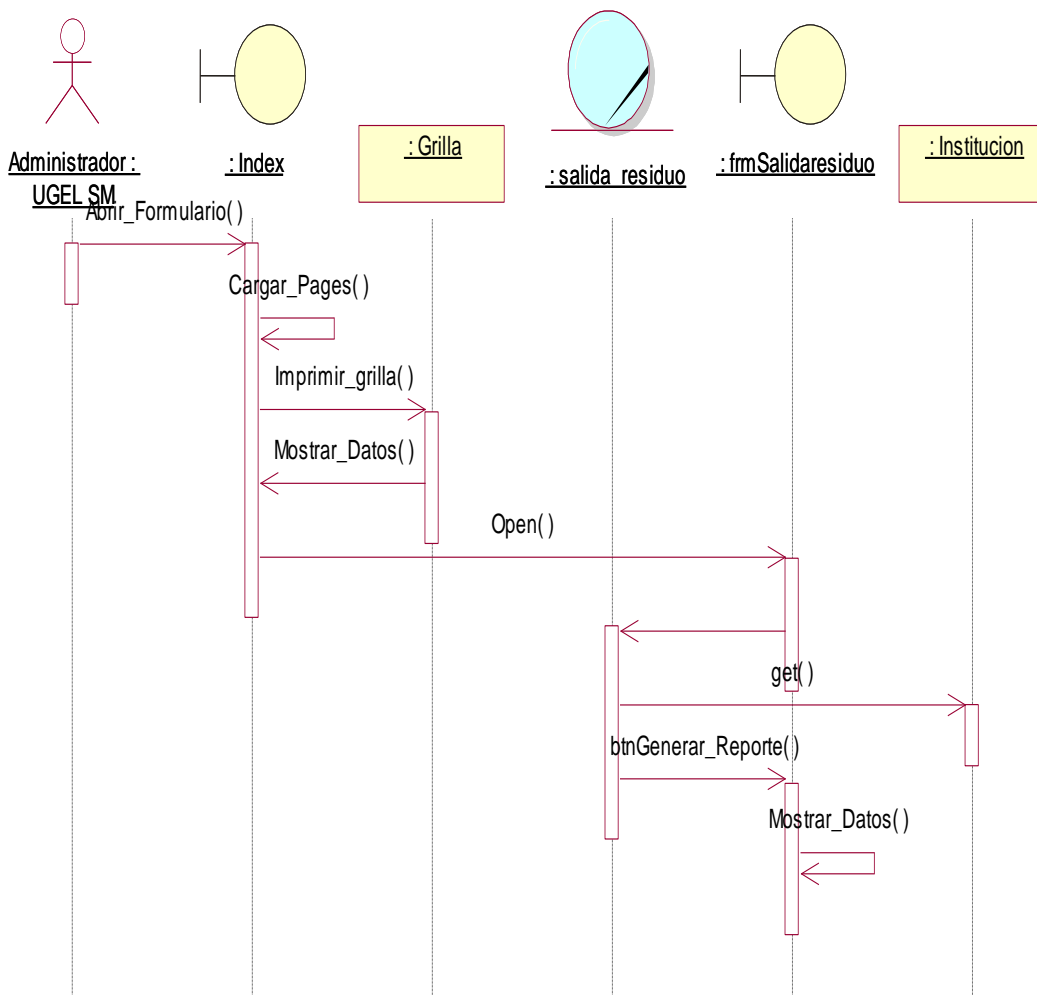 Administrador :
UGEL SM
: Index
: Grilla
: salida_residuo
: frmSalidaresiduo
: Institucion
Abrir_Formulario( )
Cargar_Pages( )
Imprimir_grilla( )
Mostrar_Datos( )
Open( )
get( )
btnGenerar_Reporte( )
Mostrar_Datos( )